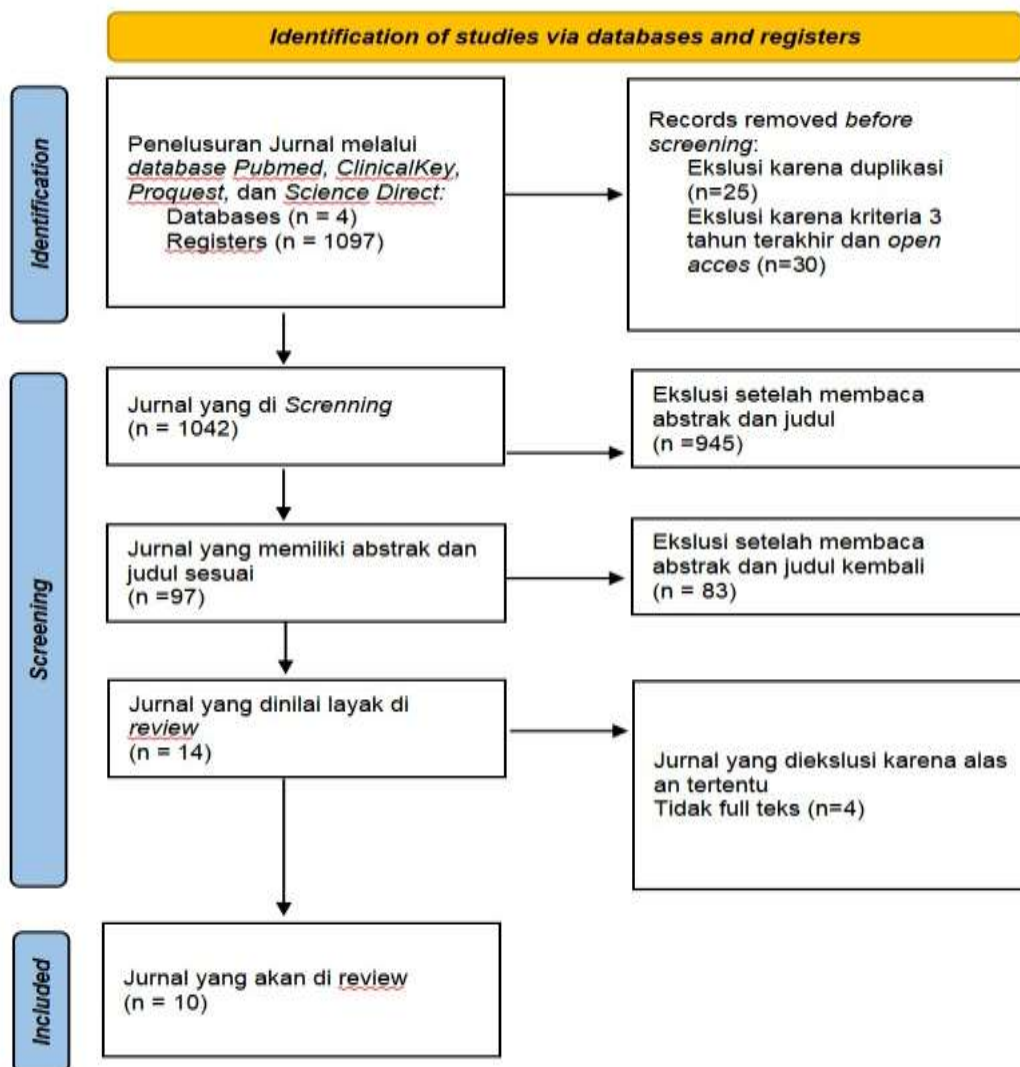 Identification of studies via databases and registers
Identification
Penelusuran Jurnal melalui
database Pubmed, ClinicalKey,
Proquest, dan Science Direct:
Databases (n = 4)
Registers (n = 1097)
Records removed before
screening:
Ekslusi karena duplikasi
(n=25)
Ekslusi karena kriteria 3
tahun terakhir dan open
acces (n=30)
Screening
Jurnal yang di Screnning
(n = 1042)
Ekslusi setelah membaca
abstrak dan judul
(n =945)
Jurnal yang memiliki abstrak dan
judul sesuai
(n =97)
Ekslusi setelah membaca
abstrak dan judul kembali
(n = 83)
Jurnal yang dinilai layak di
review
(n = 14)
Jurnal yang diekslusi karena alas
an tertentu
Tidak full teks (n=4)
Included
Jurnal yang akan di review
(n = 10)